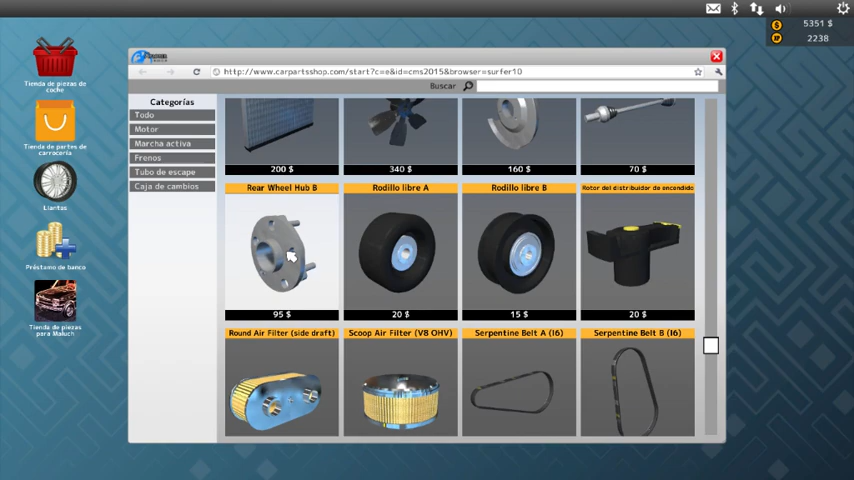 5351 $
2238
http://www.carpartsshop.com/start?c=e&id=cms2015&browser=surfer10
Buscar
Tienda de piezas de
coche
Tienda de partes de
carrocería
Llantas
Préstamo de banco
Tienda de piezas
para Maluch
Categorías
Todo
Motor
Marcha activa
Frenos
Tubo de escape
Caja de cambios
200 $
340 $
160 $
70 $
Rear Wheel Hub B
Rodillo libre A
Rodillo libre B
Rotor del distribuidor de encendido
95 $
20 $
15 $
20 $
Round Air Filter (side draft)
Scoop Air Filter (V8 OHV)
Serpentine Belt A (I6)
Serpentine Belt B (I6)